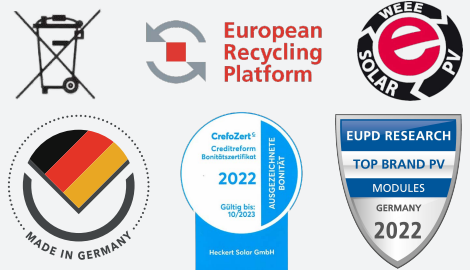 European
Recycling
Platform
WEEE
e
SOLAR PV
MADE IN GERMANY
CrefoZert
Creditreform
Bonitätszertifikat
2022
Gültig bis:
10/2023
AUSGEZEICHNETE
BONITÄT
Heckert Solar GmbH
EUPD RESEARCH
TOP BRAND PV
MODULES
GERMANY
2022